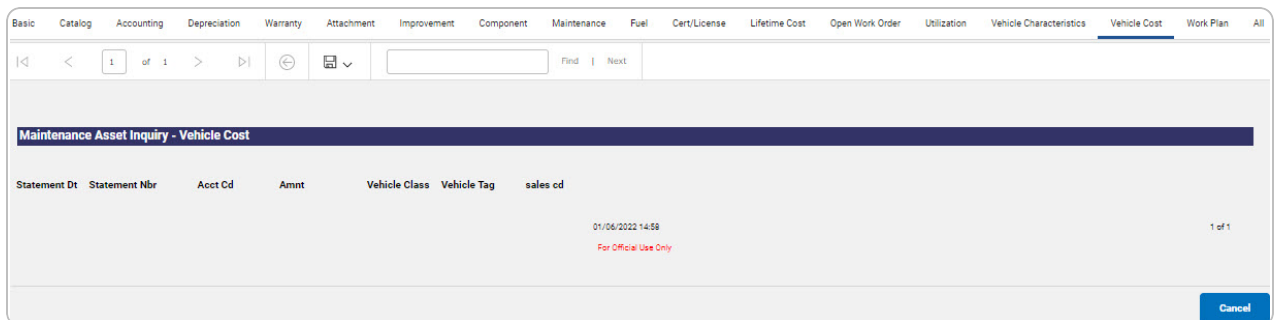 Basic Catalog Accounting Depreciation Warranty Attachment Improvement Component Maintenance Fuel Cert/License Lifetime Cost Open Work Order Utilization Vehicle Characteristics Vehicle Cost Work Plan All
1 of 1 Find | Next
Maintenance Asset Inquiry - Vehicle Cost
Statement Dt Statement Nbr Acct Cd Amnt Vehicle Class Vehicle Tag sales cd
01/06/2022 14:58 1 of 1
For Official Use Only
Cancel